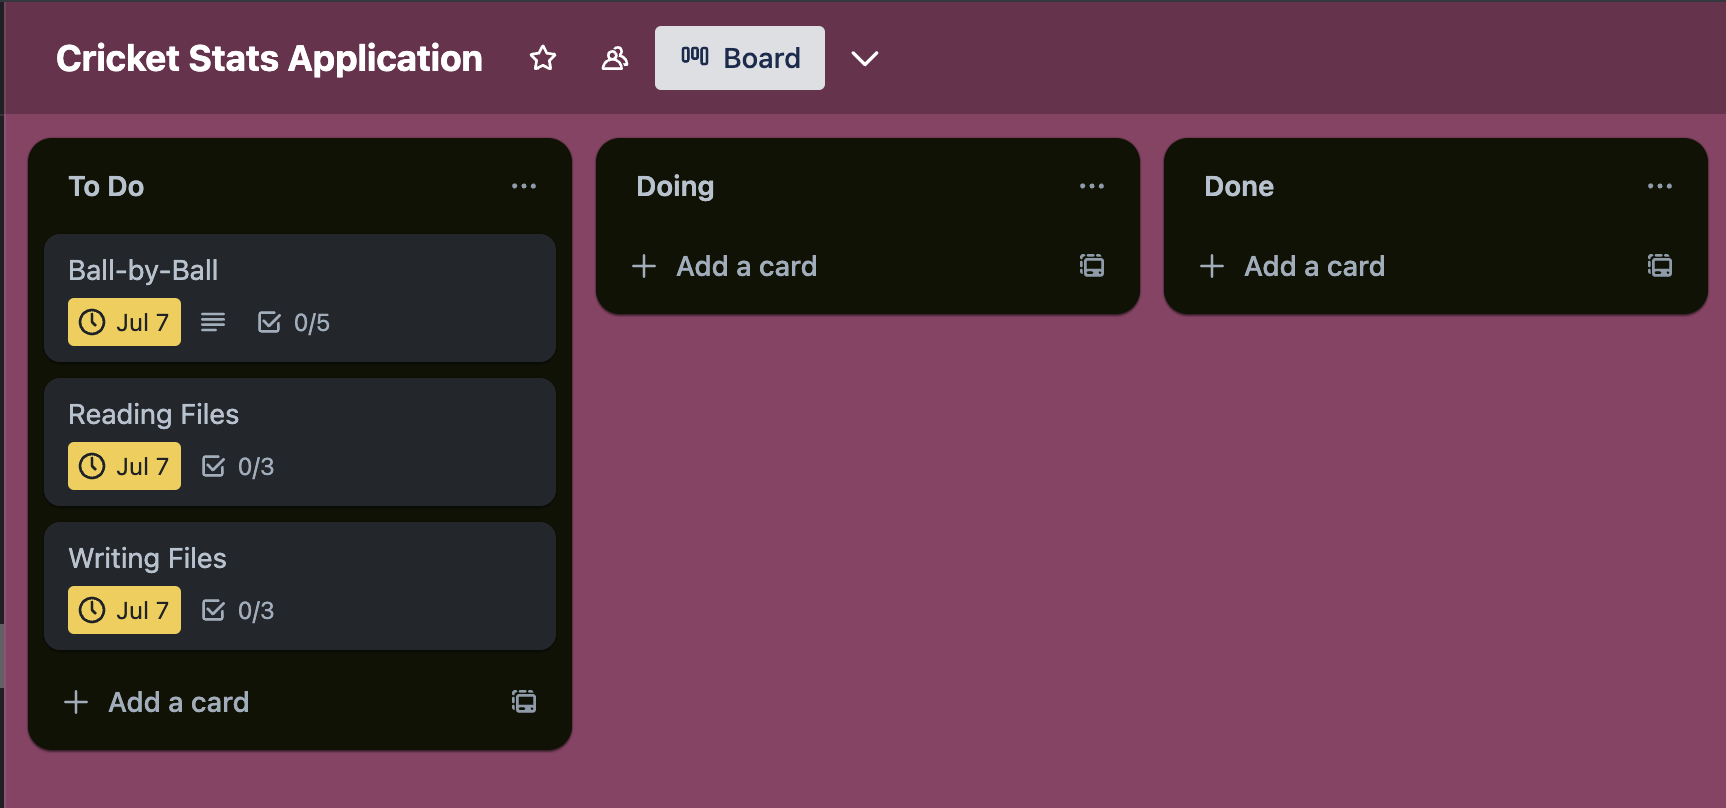 Cricket Stats Application
Board
To Do
Ball-by-Ball
Jul 7 0/5
Reading Files
Jul 7 0/3
Writing Files
Jul 7 0/3
Add a card
Doing
Add a card
Done
Add a card